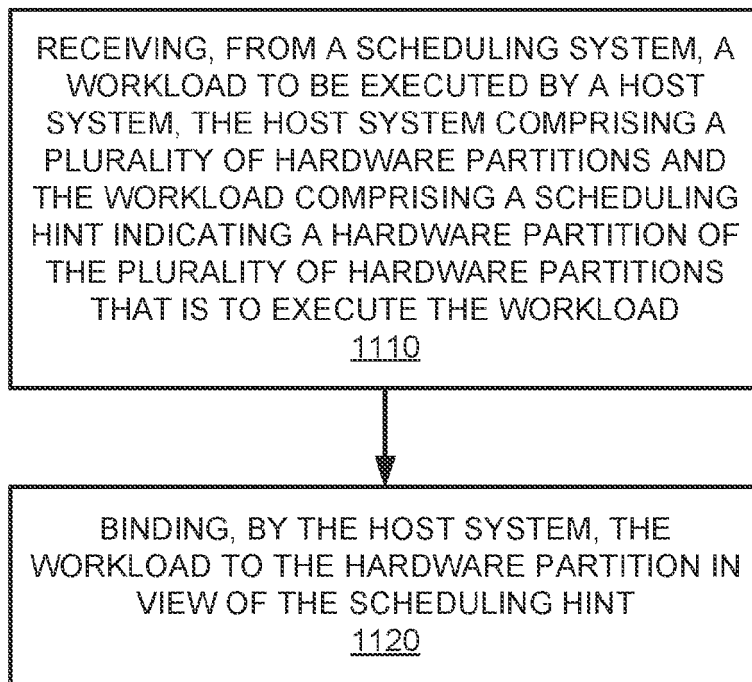 RECEIVING, FROM A SCHEDULING SYSTEM, A
WORKLOAD TO BE EXECUTED BY A HOST
SYSTEM, THE HOST SYSTEM COMPRISING A
PLURALITY OF HARDWARE PARTITIONS AND
THE WORKLOAD COMPRISING A SCHEDULING
HINT INDICATING A HARDWARE PARTITION OF
THE PLURALITY OF HARDWARE PARTITIONS
THAT IS TO EXECUTE THE WORKLOAD
1110
BINDING, BY THE HOST SYSTEM, THE
WORKLOAD TO THE HARDWARE PARTITION IN
VIEW OF THE SCHEDULING HINT
1120